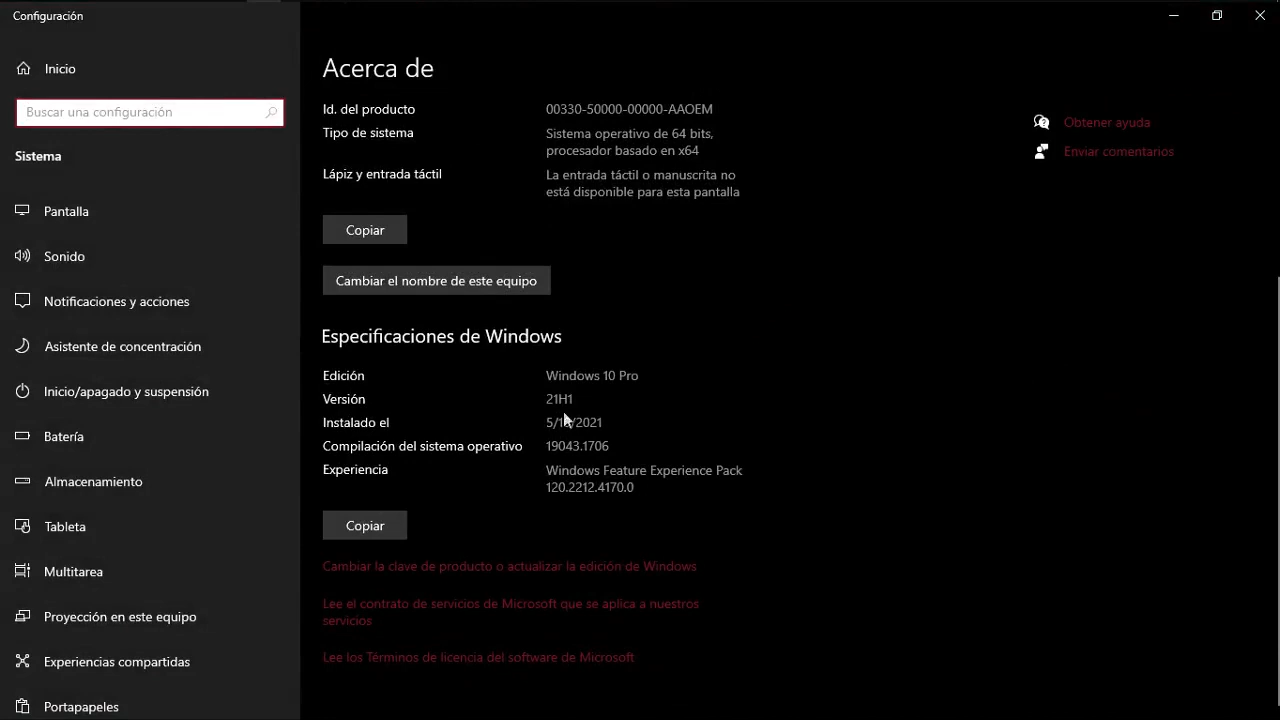 Configuración
Inicio
Buscar una configuración
Sistema
Pantalla
Sonido
Notificaciones y acciones
Asistente de concentración
Inicio/apagado y suspensión
Batería
Almacenamiento
Tableta
Multitarea
Proyección en este equipo
Experiencias compartidas
Portapapeles
Acerca de
Id. del producto 00330-50000-00000-AAOEM
Tipo de sistema Sistema operativo de 64 bits,
procesador basado en x64
Lápiz y entrada táctil La entrada táctil o manuscrita no
está disponible para esta pantalla
Copiar
Cambiar el nombre de este equipo
Especificaciones de Windows
Edición Windows 10 Pro
Versión 21H1
Instalado el
Compilación del sistema operativo 19043.1706
Experiencia Windows Feature Experience Pack
120.2212.4170.0
Copiar
Cambiar la clave de producto o actualizar la edición de Windows
Lee el contrato de servicios de Microsoft que se aplica a nuestros
servicios
Lee los Términos de licencia del software de Microsoft
Obtener ayuda
Enviar comentarios